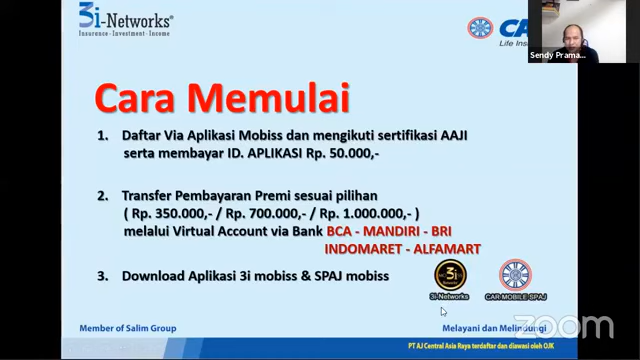 3i-Networks®
Insurance - Investment - Income
Life
Sendy Prama...
Cara Memulai
1. Daftar Via Aplikasi Mobiss dan mengikuti sertifikasi AAJI
serta membayar ID. APLIKASI Rp. 50.000,-
2. Transfer Pembayaran Premi sesuai pilihan
( Rp. 350.000,- / Rp. 700.000,- / Rp. 1.000.000,- )
melalui Virtual Account via Bank BCA - MANDIRI - BRI
INDOMARET - ALFAMART
3. Download Aplikasi 3i mobiss & SPAJ mobiss
3i
3i-Networks
CAR MOBILE SPAJ
Member of Salim Group
Melayani dan Melindungi
zoom
PT AJ Central Asia Raya terdaftar dan diawasi oleh OJK